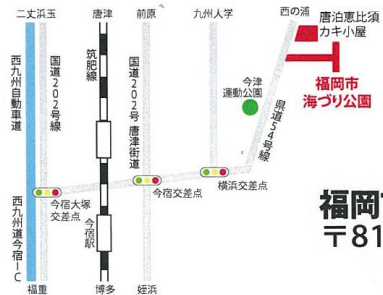 二丈浜玉
唐津
前原
九州大学
西の浦
唐泊恵比須
カキ小屋
福岡市
海づり公園
西九州自動車道
国道202号線
筑肥線
国道202号 唐津街道
今津
運動公園
県道54号線
西九州道今宿IC
今宿大塚
交差点
今宿駅
今宿交差点
横浜交差点
福重
博多
姪浜
福岡
〒81